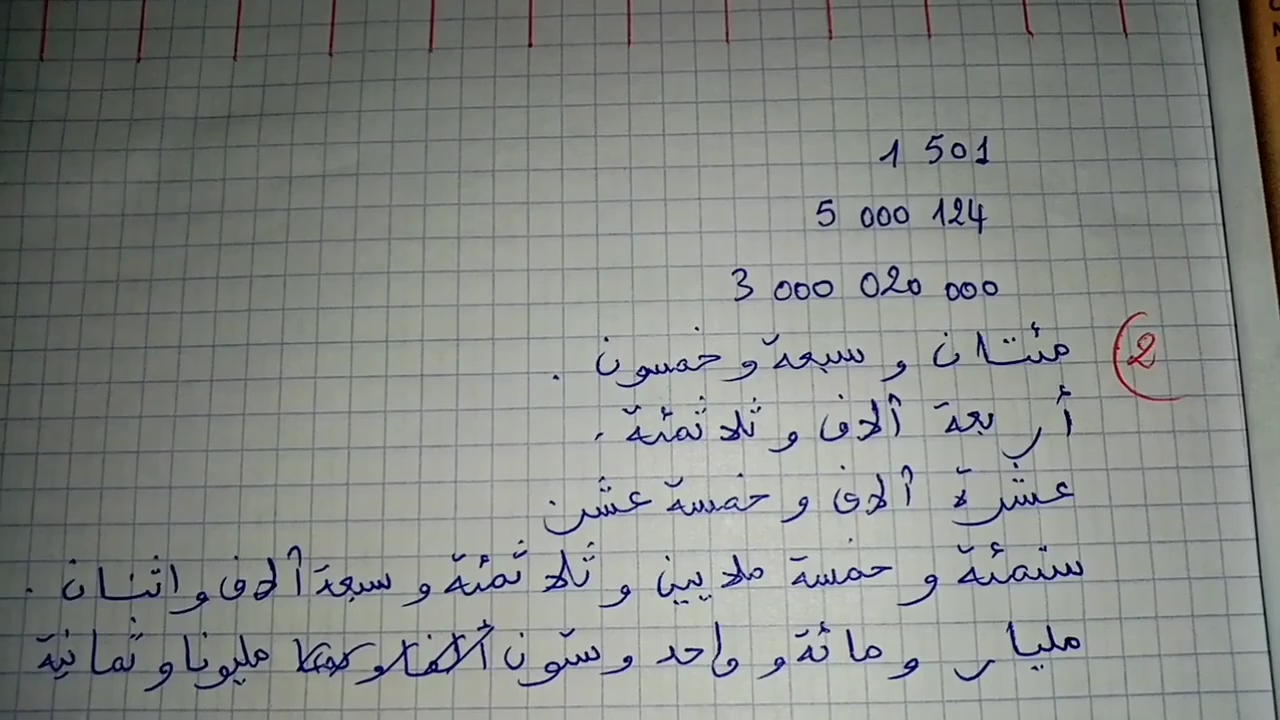 1 501
5 000 124
3 000 020 000
2 مئتان و سبعة و خمسون .
أربعة آلاف و ثلاثمئة .
عشرة آلاف و خمسة عشر
ستمئة و خمسة ملايين و ثلاثمئة و سبعة آلاف و اثنان .
مليار و مائة و واحد و ستون مليونا و ثمانية